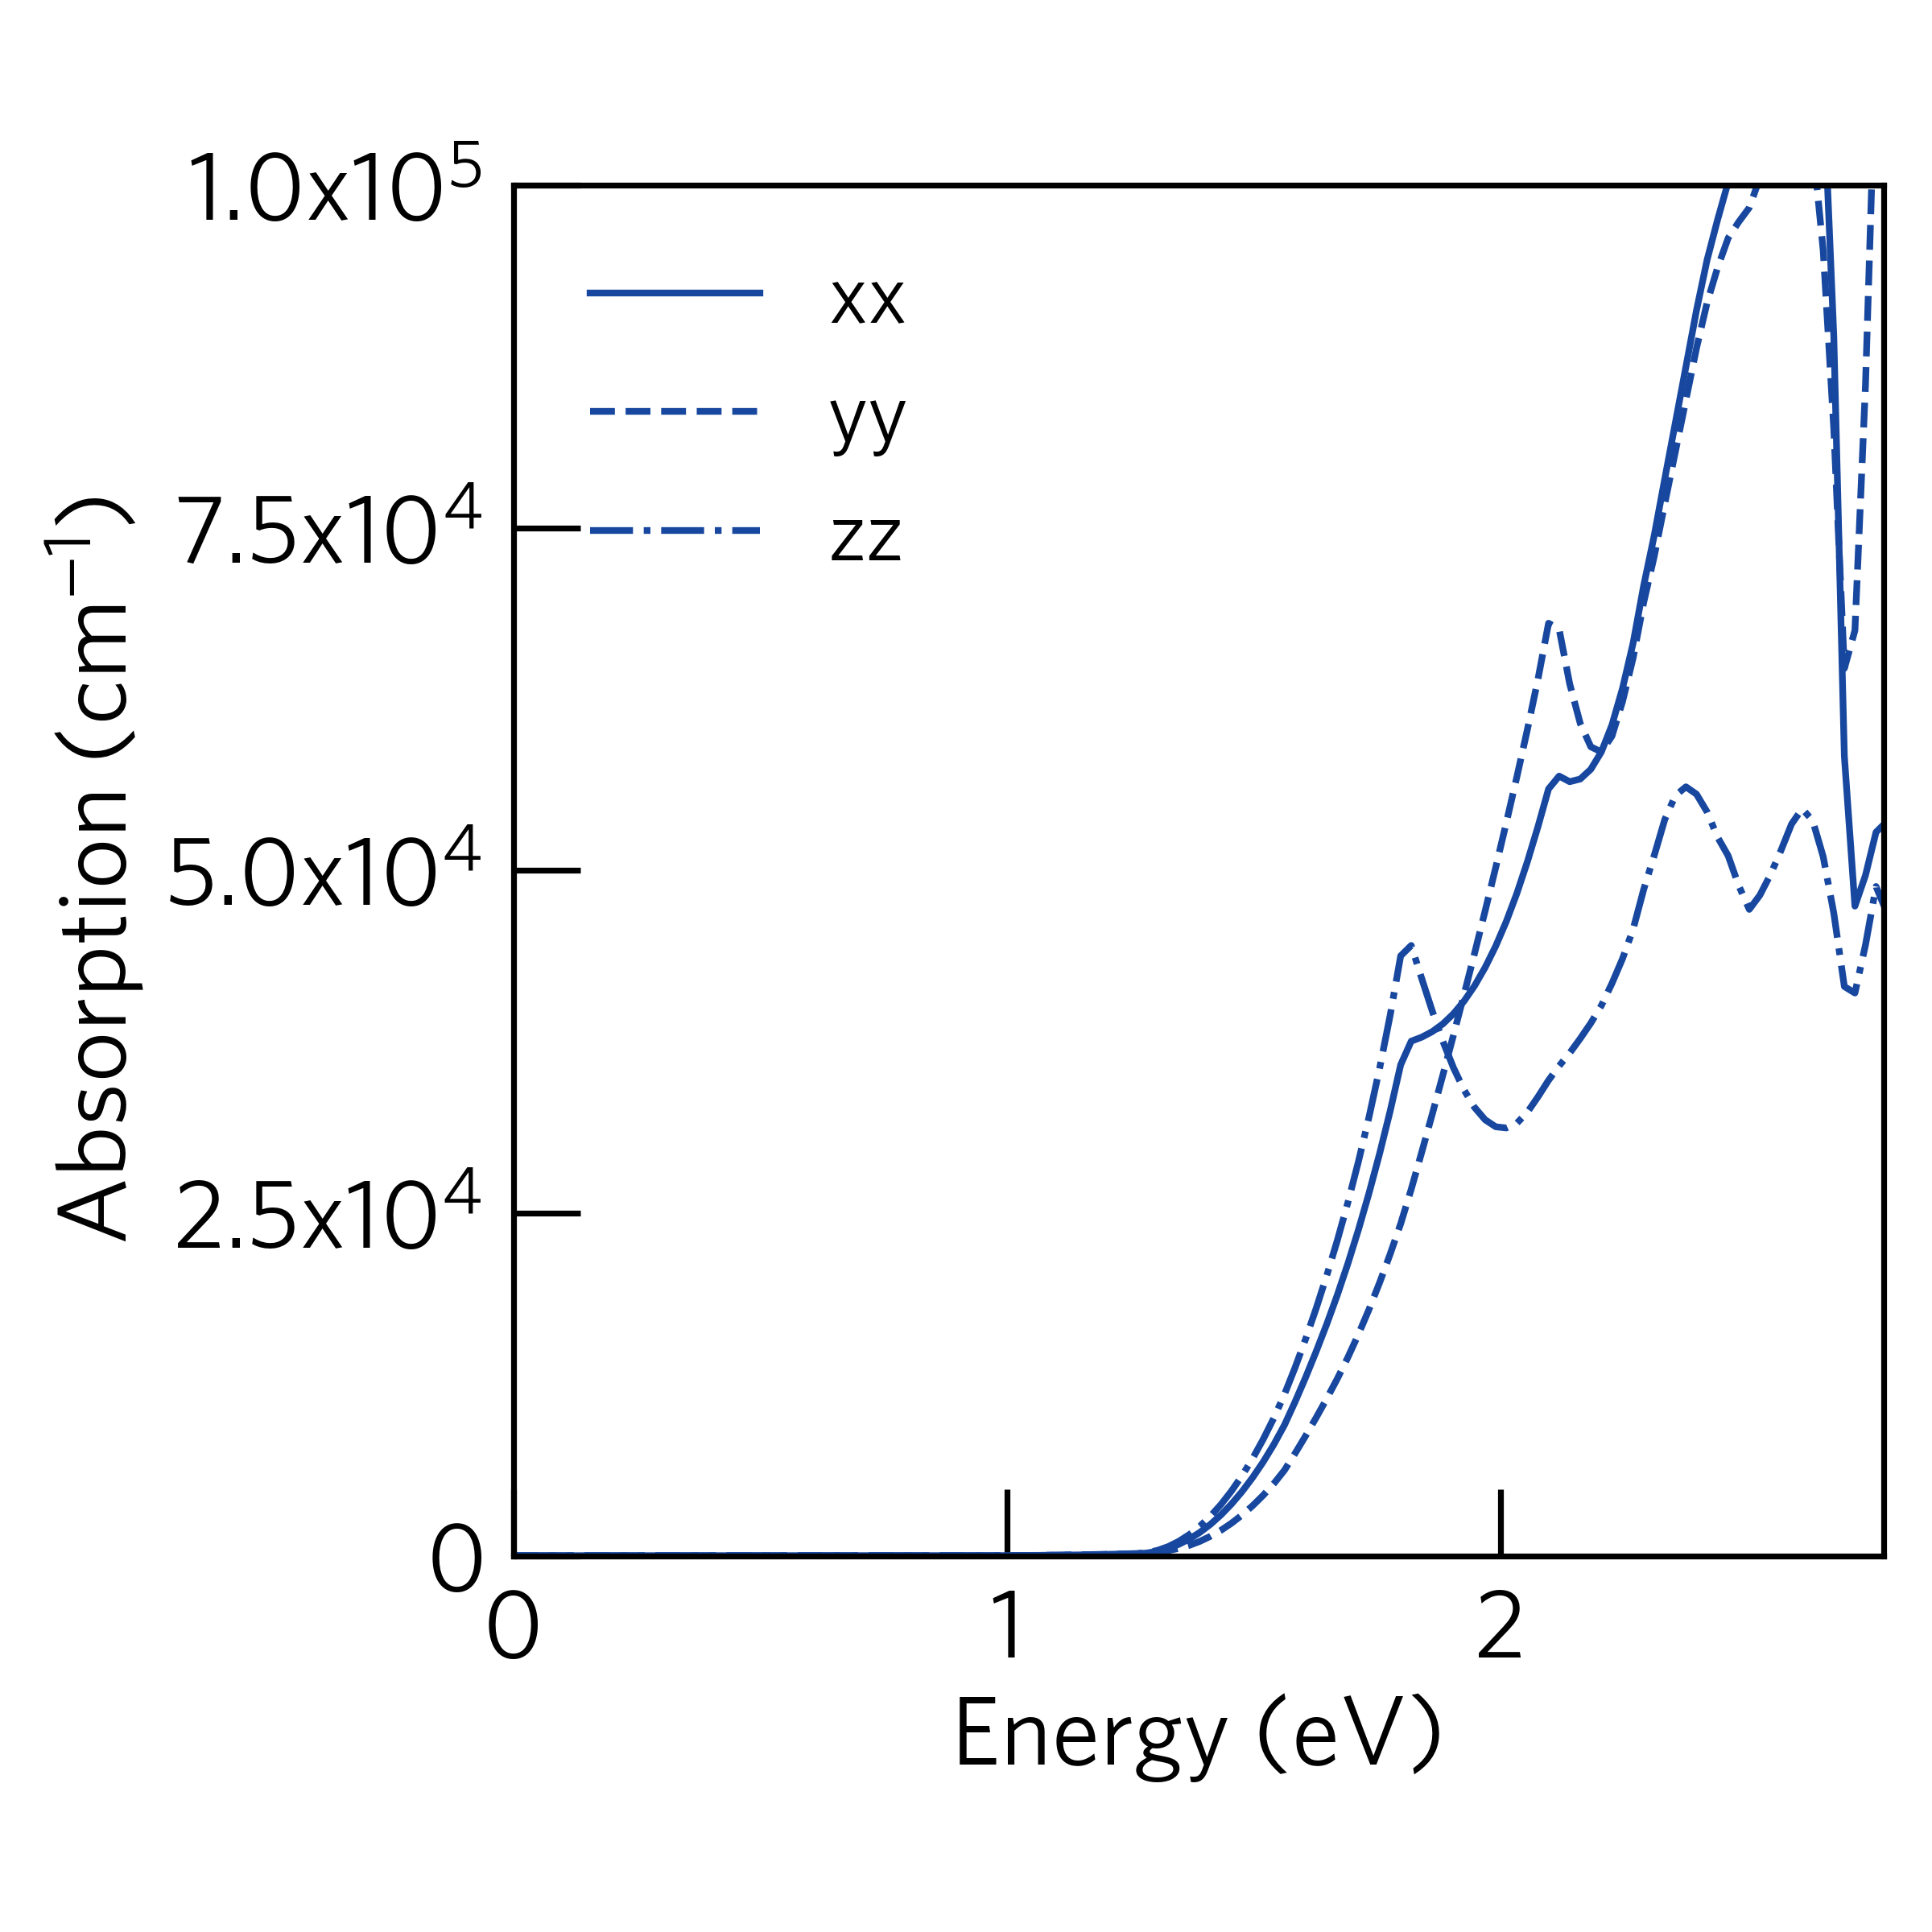 1.0x10⁵
7.5x10⁴
5.0x10⁴
2.5x10⁴
0
Absorption (cm⁻¹)
xx
yy
zz
0 1 2
Energy (eV)